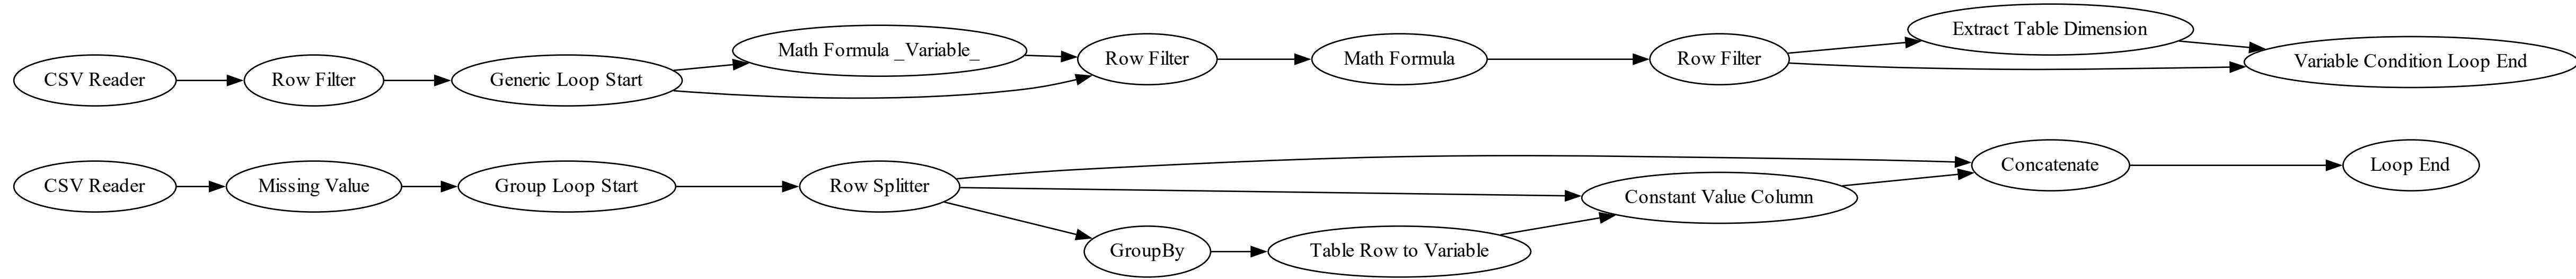 CSV Reader
Row Filter
Generic Loop Start
Math Formula _Variable_
Row Filter
Math Formula
Row Filter
Extract Table Dimension
Variable Condition Loop End
CSV Reader
Missing Value
Group Loop Start
Row Splitter
GroupBy
Table Row to Variable
Constant Value Column
Concatenate
Loop End